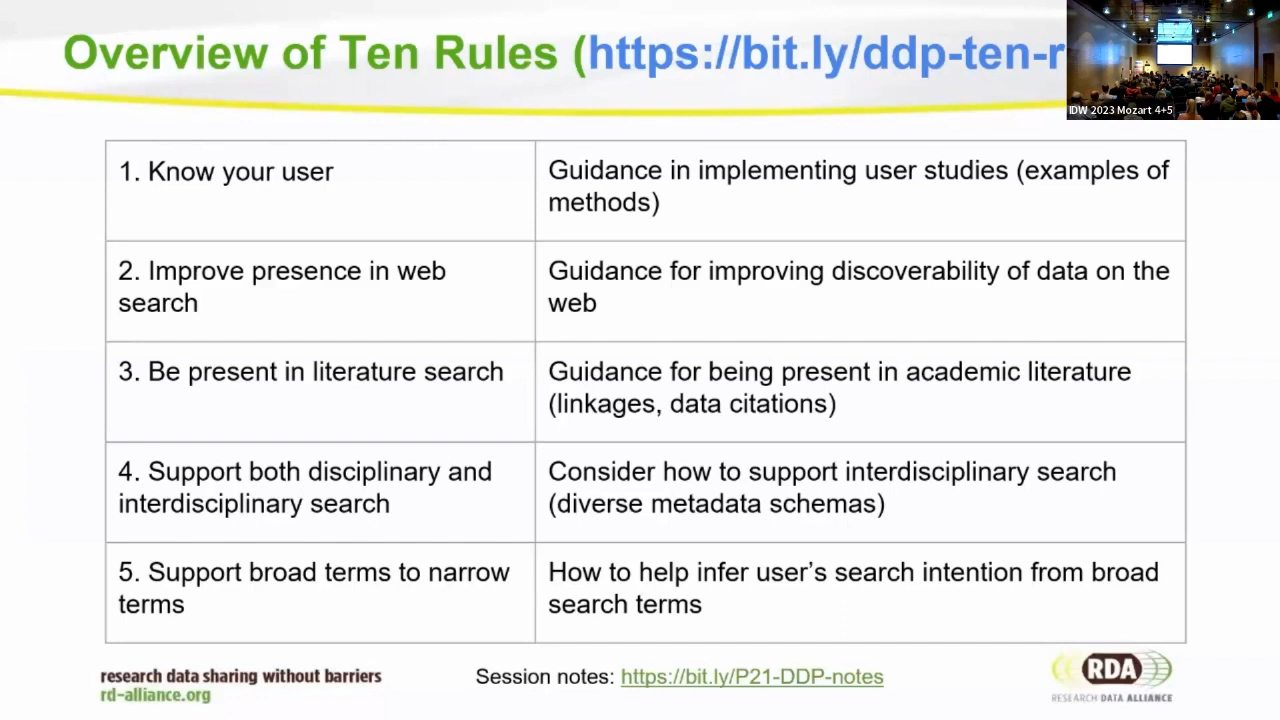 Overview of Ten Rules (https://bit.ly/ddp-ten-r
IDW 2023 Mozart 4+5
1. Know your user
Guidance in implementing user studies (examples of
methods)
2. Improve presence in web
search
Guidance for improving discoverability of data on the
web
3. Be present in literature search
Guidance for being present in academic literature
(linkages, data citations)
4. Support both disciplinary and
interdisciplinary search
Consider how to support interdisciplinary search
(diverse metadata schemas)
5. Support broad terms to narrow
terms
How to help infer user’s search intention from broad
search terms
research data sharing without barriers
rd-alliance.org
Session notes: https://bit.ly/P21-DDP-notes
RDA
RESEARCH DATA ALLIANCE